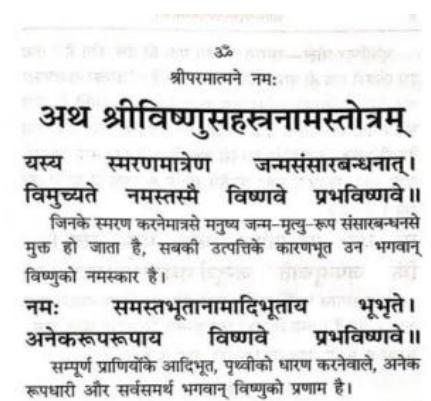 ॐ
श्रीपरमात्मने नमः
अथ श्रीविष्णुसहस्रनामस्तोत्रम्
यस्य स्मरणमात्रेण जन्मसंसारबन्धनात्।
विमुच्यते नमस्तस्मै विष्णवे प्रभविष्णवे॥
जिनके स्मरण करनेमात्रसे मनुष्य जन्म-मृत्यु-रूप संसारबन्धनसे
मुक्त हो जाता है, सबकी उत्पत्तिके कारणभूत उन भगवान्
विष्णुको नमस्कार है।
नमः समस्तभूतानामादिभूताय भूभृते।
अनेकरूपरूपाय विष्णवे प्रभविष्णवे॥
सम्पूर्ण प्राणियोंके आदिभूत, पृथ्वीको धारण करनेवाले, अनेक
रूपधारी और सर्वसमर्थ भगवान् विष्णुको प्रणाम है।